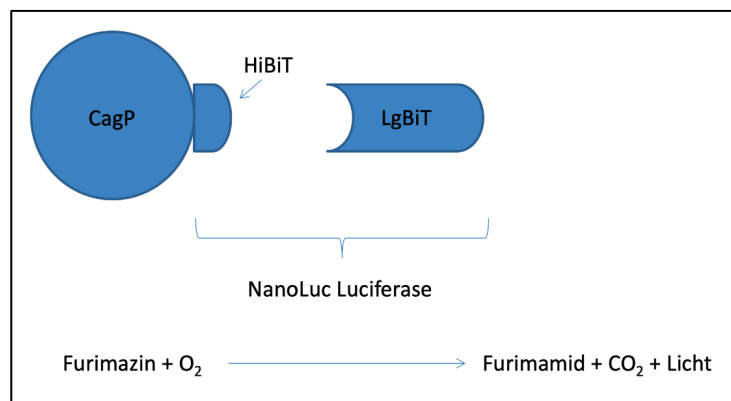 HiBiT
CagP
LgBiT
NanoLuc Luciferase
Furimazin + O₂
Furimamid + CO₂ + Licht